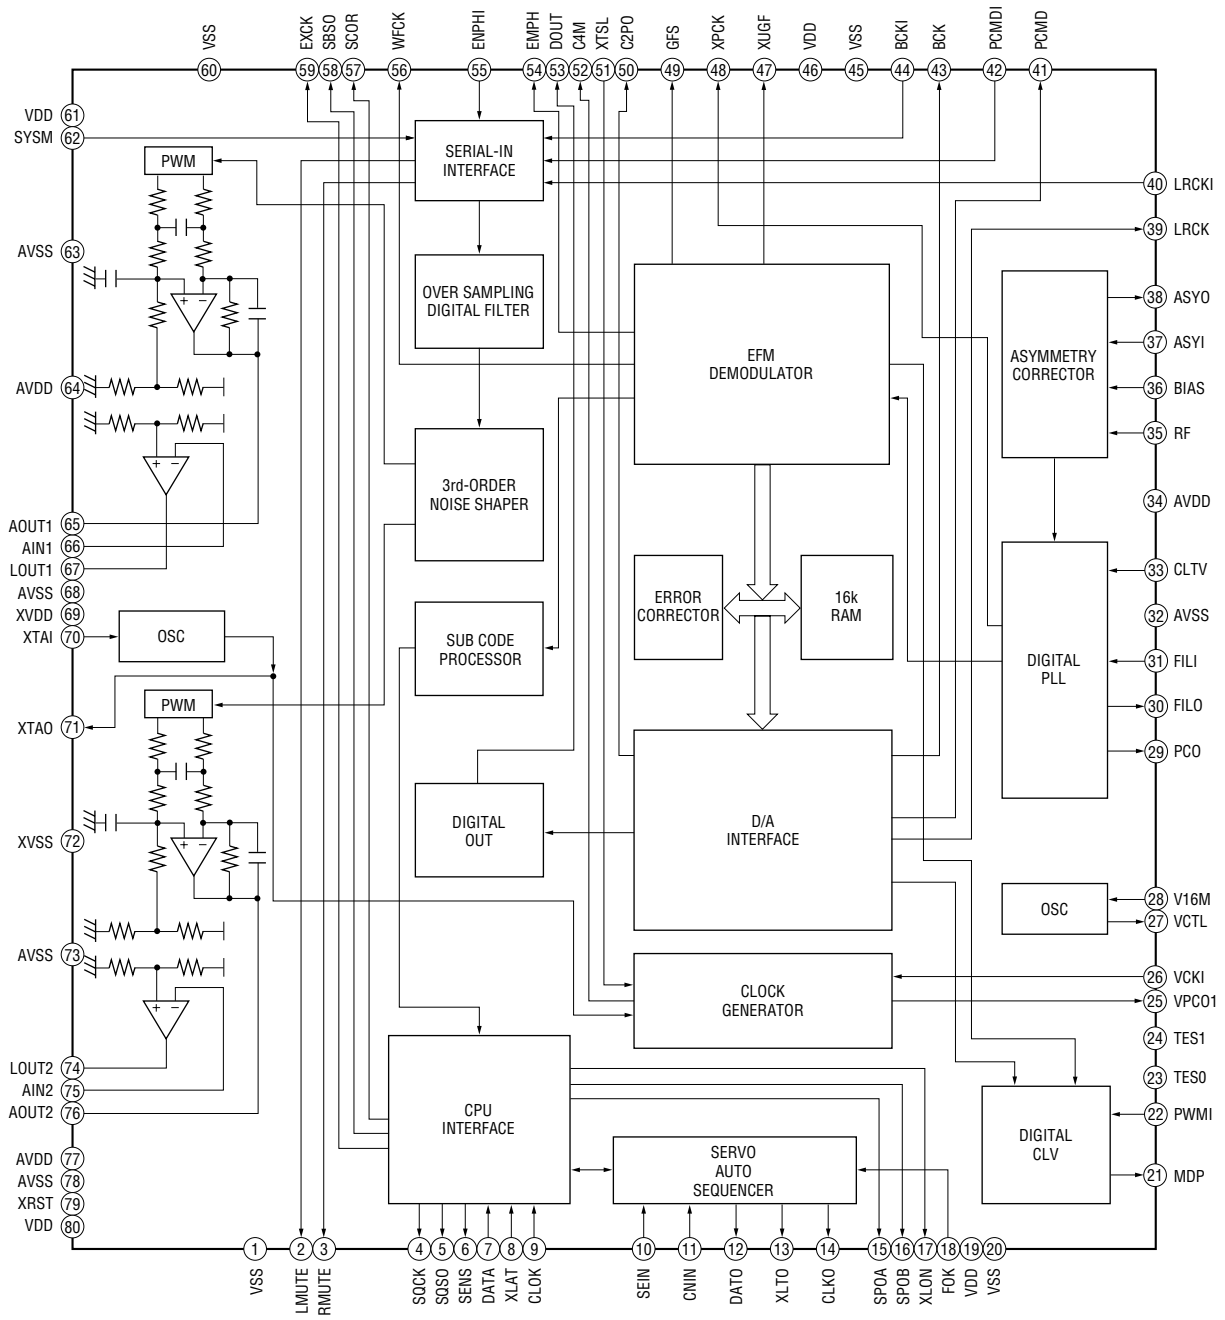 VSS
EXCK
SBSO
SCOR
WFCK
ENPHI
EMPH
DOUT
C4M
XTSL
C2PO
GFS
XPCK
XUGF
VDD
VSS
BCKI
BCK
PCMDI
PCMD
60
59
58
57
56
55
54
53
52
51
50
49
48
47
46
45
44
43
42
41
VDD 61
SYSM 62
PWM
SERIAL-IN
INTERFACE
40 LRCKI
39 LRCK
AVSS 63
+ −
OVER SAMPLING
DIGITAL FILTER
EFM
DEMODULATOR
ASYMMETRY
CORRECTOR
38 ASYO
37 ASYI
36 BIAS
35 RF
AVDD 64
+ −
3rd-ORDER
NOISE SHAPER
34 AVDD
AOUT1 65
AIN1 66
LOUT1 67
AVSS 68
XVDD 69
XTAI 70
OSC
SUB CODE
PROCESSOR
ERROR
CORRECTOR
16k
RAM
DIGITAL
PLL
33 CLTV
32 AVSS
31 FILI
30 FILO
29 PCO
XTAO 71
PWM
XVSS 72
+ −
DIGITAL
OUT
D/A
INTERFACE
OSC
28 V16M
27 VCTL
AVSS 73
+ −
CLOCK
GENERATOR
26 VCKI
25 VPCO1
24 TES1
23 TES0
22 PWMI
21 MDP
LOUT2 74
AIN2 75
AOUT2 76
AVDD 77
AVSS 78
XRST 79
VDD 80
CPU
INTERFACE
SERVO
AUTO
SEQUENCER
DIGITAL
CLV
1
2
3
4
5
6
7
8
9
10
11
12
13
14
15
16
17
18
19
20
VSS
LMUTE
RMUTE
SQCK
SQSO
SENS
DATA
XLAT
CLOK
SEIN
CNIN
DATO
XLTO
CLKO
SPOA
SPOB
XLON
FOK
VDD
VSS